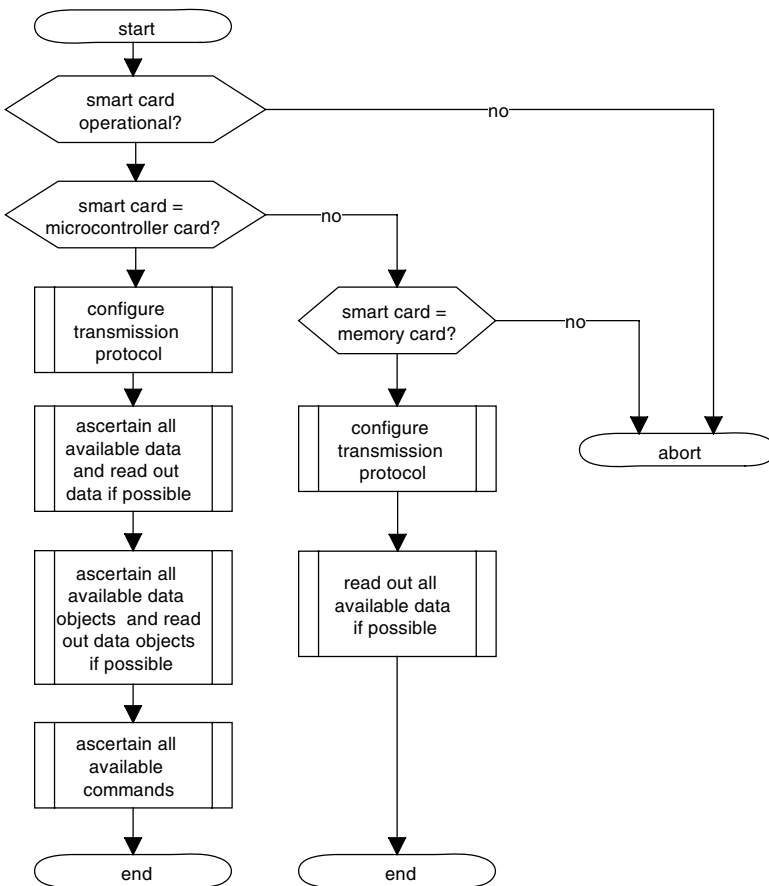 start
smart card
operational?
no
smart card =
microcontroller card?
no
configure
transmission
protocol
smart card =
memory card?
no
ascertain all
available data
and read out
data if possible
configure
transmission
protocol
abort
ascertain all
available data
objects and read
out data objects
if possible
read out all
available data
if possible
ascertain all
available
commands
end
end